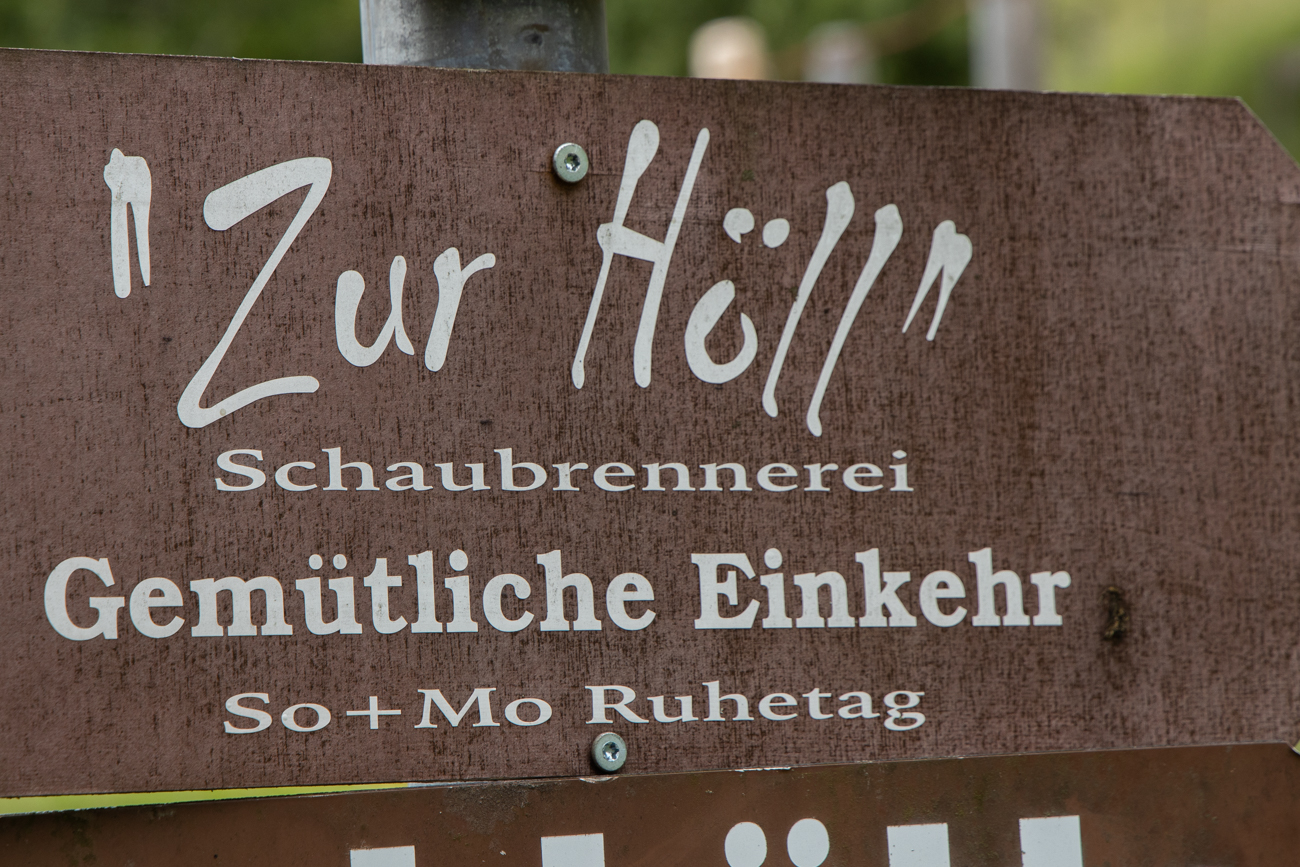 "Zur Höll"
Schaubrennerei
Gemütliche Einkehr
So+Mo Ruhetag